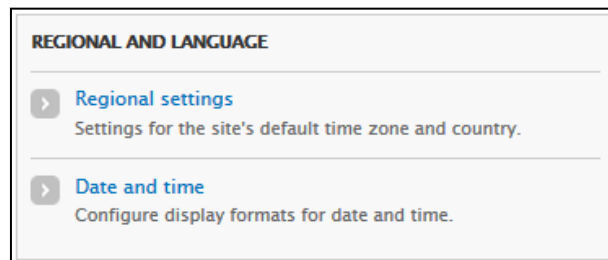 REGIONAL AND LANGUAGE
Regional settings
Settings for the site's default time zone and country.
Date and time
Configure display formats for date and time.